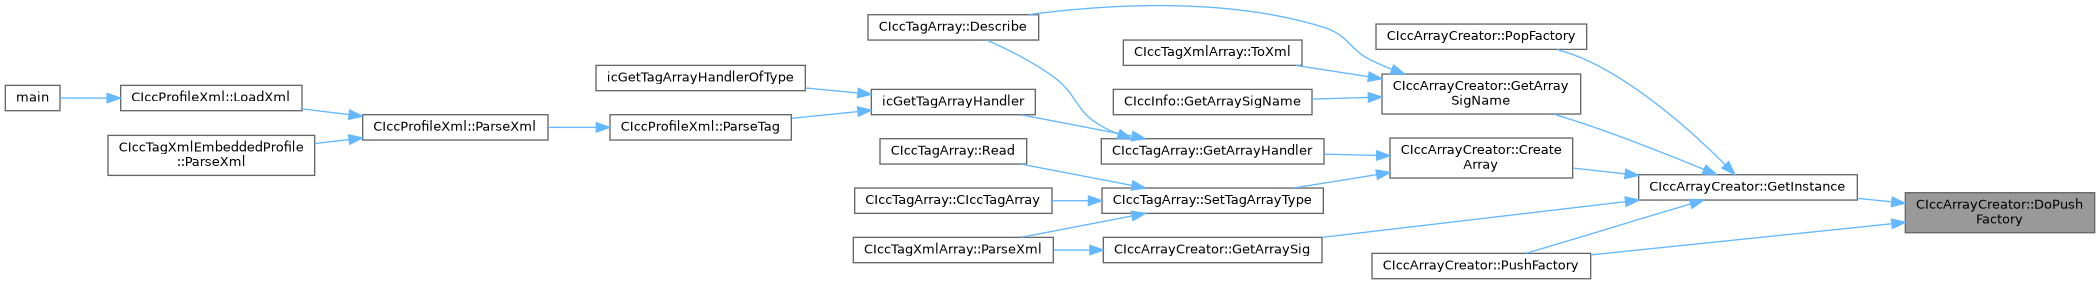 main
CIccProfileXml::LoadXml
CIccTagXmlEmbeddedProfile
::ParseXml
CIccProfileXml::ParseXml
icGetTagArrayHandlerOfType
CIccProfileXml::ParseTag
CIccTagArray::Describe
icGetTagArrayHandler
CIccTagArray::Read
CIccTagArray::CIccTagArray
CIccTagXmlArray::ParseXml
CIccTagXmlArray::ToXml
CIccInfo::GetArraySigName
CIccTagArray::GetArrayHandler
CIccTagArray::SetTagArrayType
CIccArrayCreator::GetArraySig
CIccArrayCreator::PopFactory
CIccArrayCreator::GetArray
SigName
CIccArrayCreator::Create
Array
CIccArrayCreator::PushFactory
CIccArrayCreator::GetInstance
CIccArrayCreator::DoPush
Factory